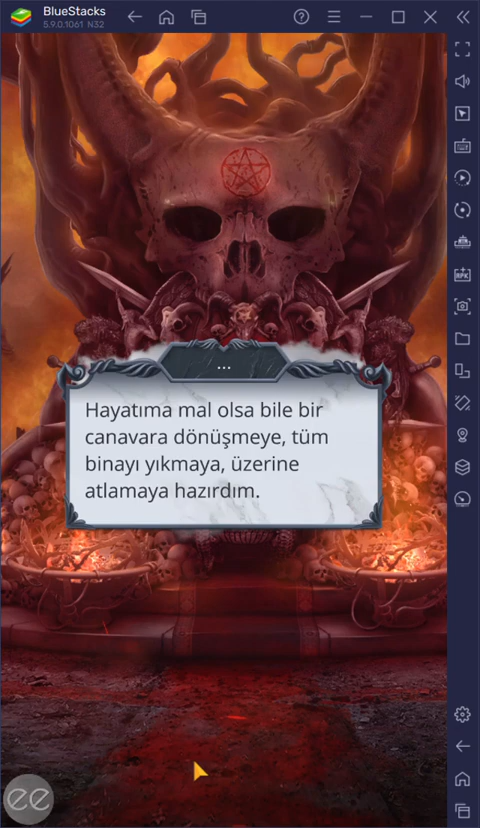 BlueStacks
5.9.0.1061 N32
...
Hayatıma mal olsa bile bir
canavara dönüşmeye, tüm
binayı yıkmaya, üzerine
atlamaya hazırdım.
ee